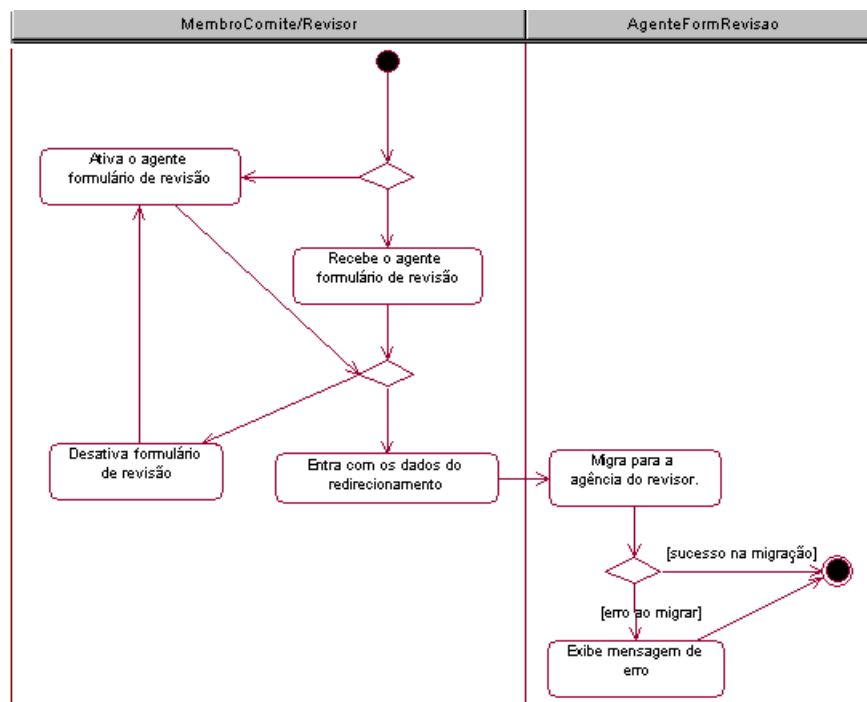 MembroComite/Revisor
AgenteFormRevisao
Ativa o agente
formulário de revisão
Recebe o agente
formulário de revisão
Desativa formulário
de revisão
Entra com os dados do
redirecionamento
Migra para a
agência do revisor.
[sucesso na migração]
[erro ao migrar]
Exibe mensagem de
erro